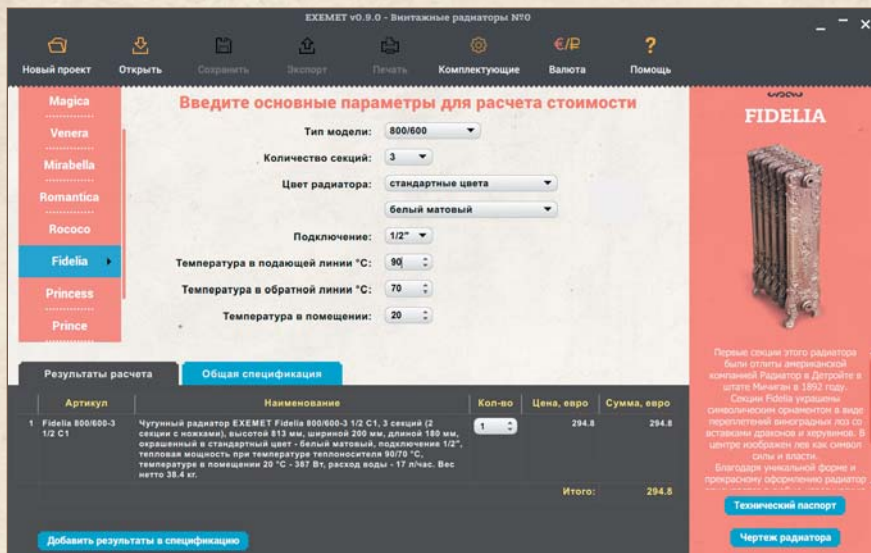 EXEMET v0.9.0 - Винтажные радиаторы №0
Новый проект
Открыть
Сохранить
Экспорт
Печать
Комплектующие
€/₽
Валюта
?
Помощь
Magica
Venera
Mirabella
Romantica
Rococo
Fidelia
Princess
Prince
Введите основные параметры для расчета стоимости
Тип модели: 800/600
Количество секций: 3
Цвет радиатора: стандартные цвета
белый матовый
Подключение: 1/2"
Температура в подающей линии °C: 90
Температура в обратной линии °C: 70
Температура в помещении: 20
FIDELIA
Первые секции этого радиатора
были отлиты американской
компанией Радиатор в Детройте в
штате Мичиган в 1892 году.
Секции Fidelia украшены
символическим орнаментом в виде
переплетений виноградных лоз со
вставками драконов и херувимов. В
центре изображен лев как символ
силы и власти.
Благодаря уникальной форме и
прекрасному оформлению радиатор
Технический паспорт
Чертеж радиатора
Результаты расчета
Общая спецификация
Артикул Наименование Кол-во Цена, евро Сумма, евро
1 Fidelia 800/600-3 Чугунный радиатор EXEMET Fidelia 800/600-3 1/2 C1, 3 секций (2 1 294.8 294.8
1/2 C1 секции с ножками), высотой 813 мм, шириной 200 мм, длиной 180 мм,
окрашенный в стандартный цвет - белый матовый, подключение 1/2",
тепловая мощность при температуре теплоносителя 90/70 °C,
температуре в помещении 20 °C - 387 Вт, расход воды - 17 л/час. Вес
нетто 38.4 кг.
Итого: 294.8
Добавить результаты в спецификацию